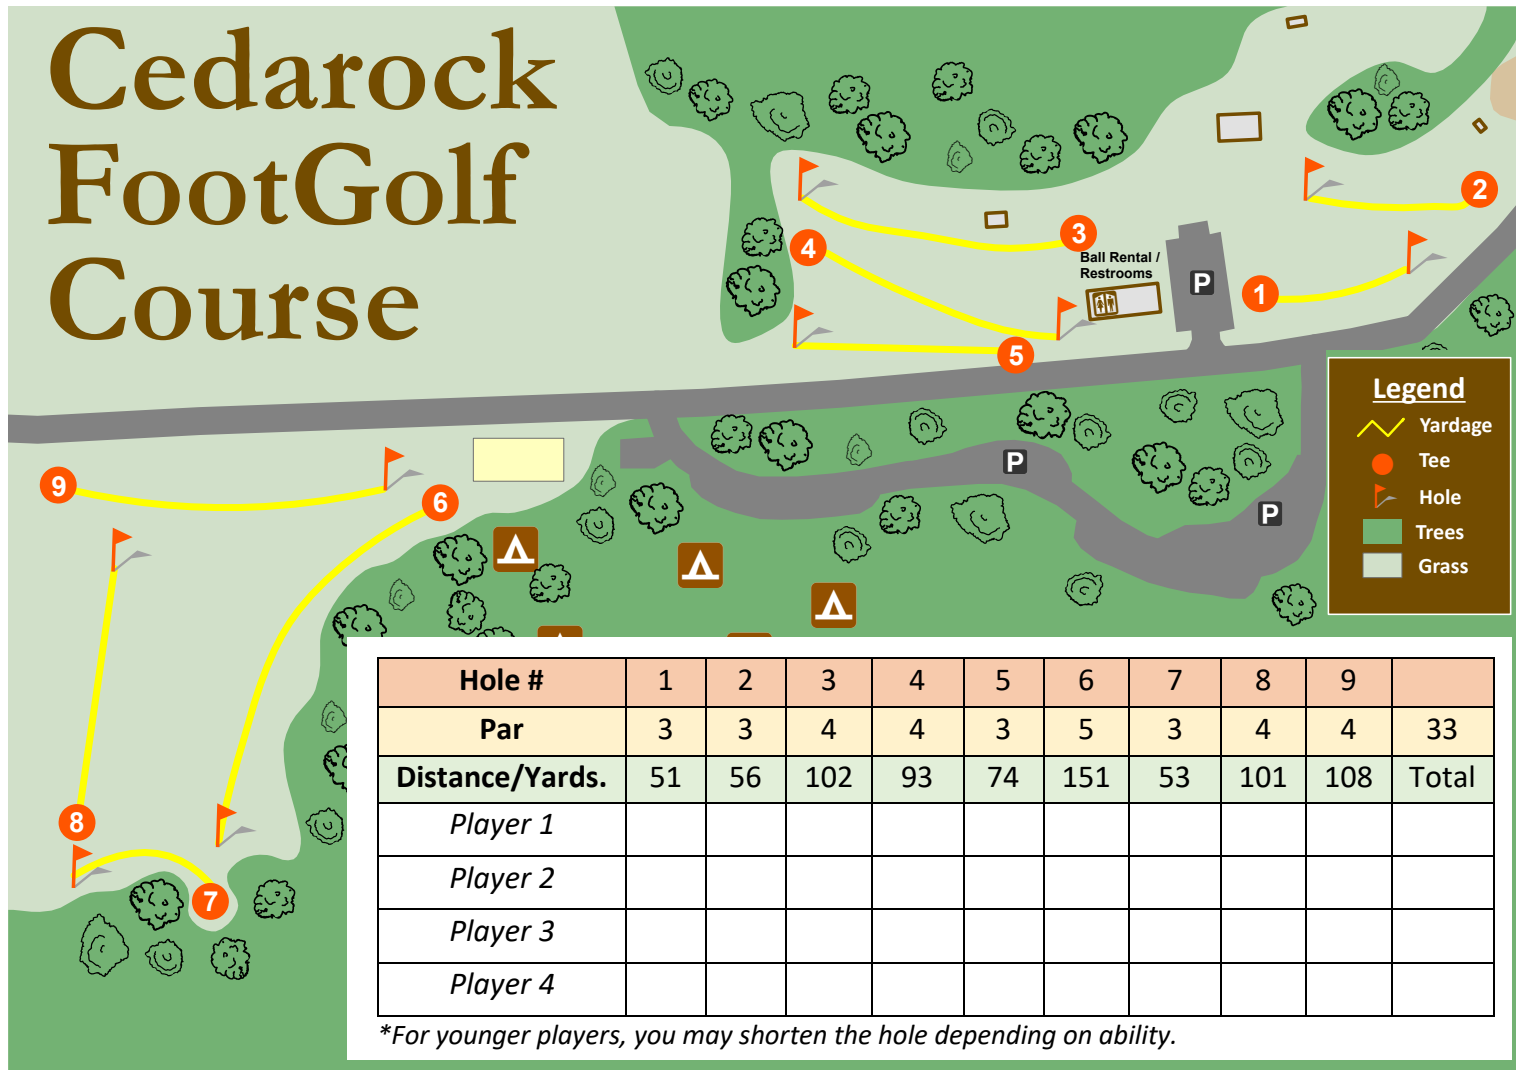 Cedarock
FootGolf
Course
2
3
4
Ball Rental /
Restrooms
P
1
5
Legend
Yardage
Tee
Hole
Trees
Grass
P
P
9
6
8
7
Hole # 1 2 3 4 5 6 7 8 9
Par 3 3 4 4 3 5 3 4 4 33
Distance/Yards. 51 56 102 93 74 151 53 101 108 Total
Player 1
Player 2
Player 3
Player 4
*For younger players, you may shorten the hole depending on ability.